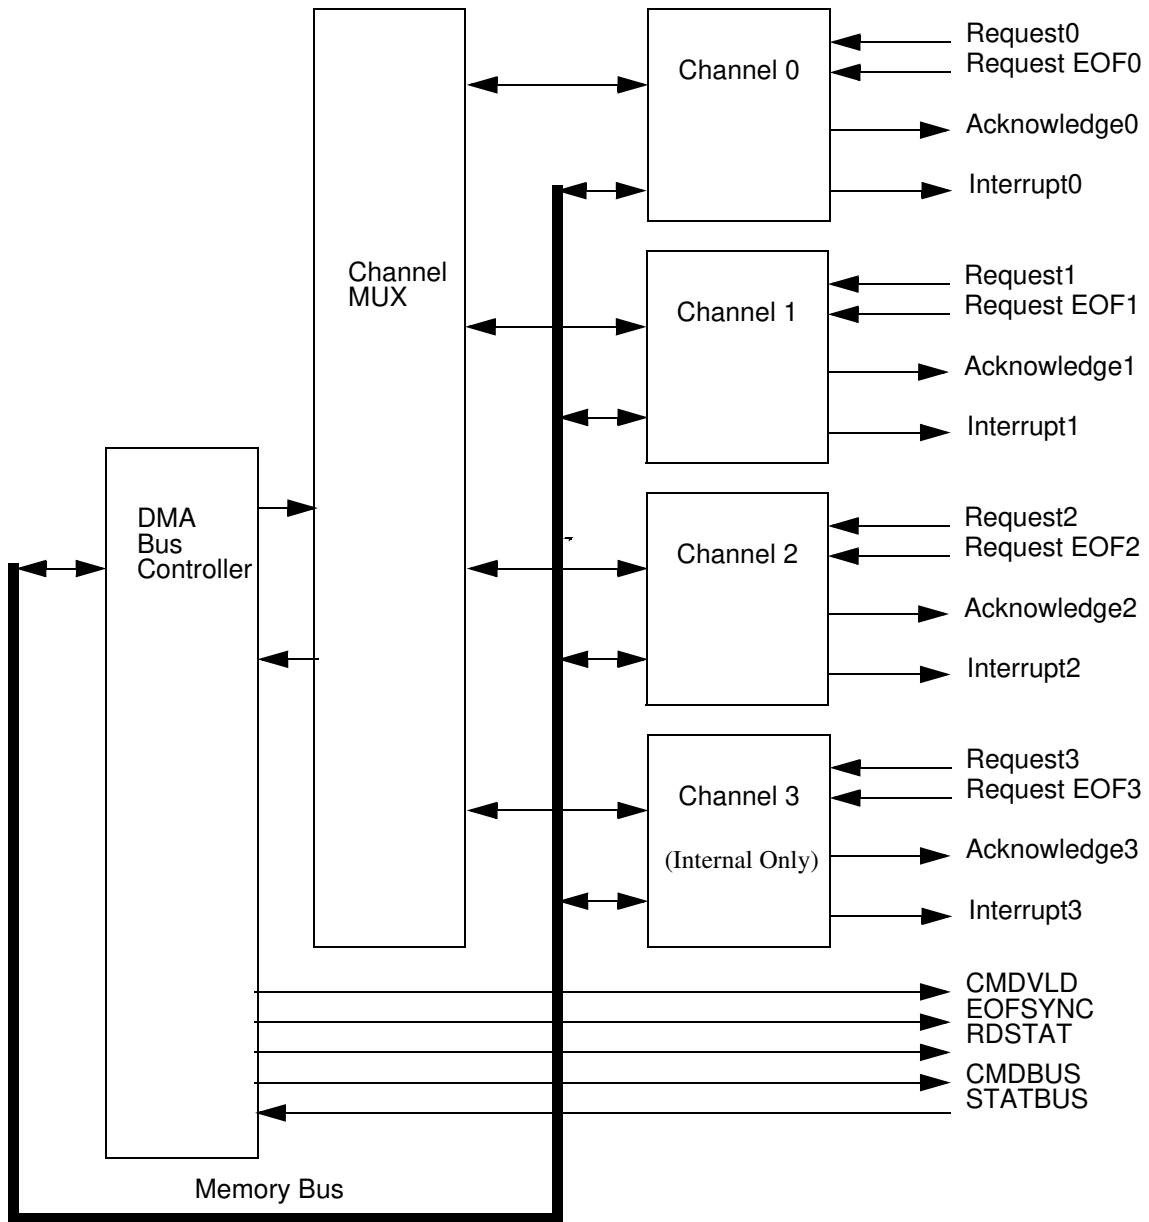 Request0
Request EOF0
Channel 0
Acknowledge0
Interrupt0
Channel
MUX
Request1
Request EOF1
Channel 1
Acknowledge1
Interrupt1
DMA
Bus
Controller
Request2
Request EOF2
Channel 2
Acknowledge2
Interrupt2
Request3
Request EOF3
Channel 3
(Internal Only)
Acknowledge3
Interrupt3
CMDVLD
EOFSYNC
RDSTAT
CMDBUS
STATBUS
Memory Bus